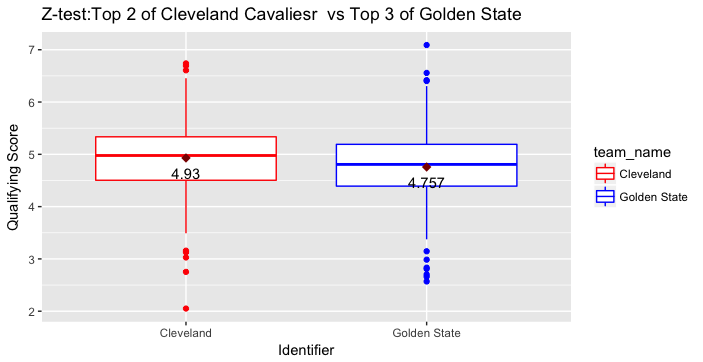 Z-test:Top 2 of Cleveland Cavaliesr  vs Top 3 of Golden State
7
6
5
4
3
2
Qualifying Score
4.93
4.757
Cleveland
Golden State
Identifier
team_name
Cleveland
Golden State